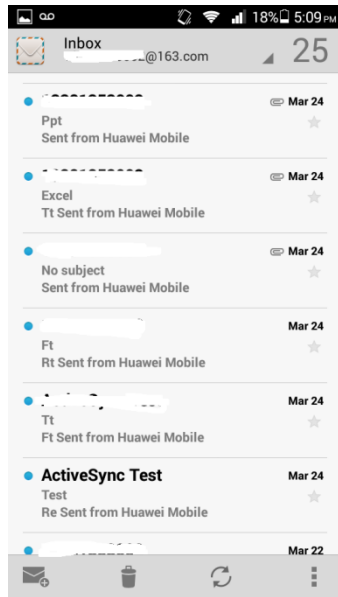 18% 5:09 PM
Inbox
@163.com
25
Mar 24
Ppt
Sent from Huawei Mobile
Mar 24
Excel
Tt Sent from Huawei Mobile
Mar 24
No subject
Sent from Huawei Mobile
Mar 24
Ft
Rt Sent from Huawei Mobile
Mar 24
Tt
Ft Sent from Huawei Mobile
ActiveSync Test Mar 24
Test
Re Sent from Huawei Mobile
Mar 22